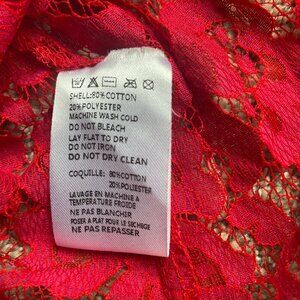 SHELL:80%COTTON
20%POLYESTER
MACHINE WASH COLD
DO NOT BLEACH
LAY FLAT TO DRY
DO NOT IRON
DO NOT DRY CLEAN
COQUILLE: 80%COTON
20%POLIESTER
LAVAGE EN MACHINE A
TEMPERATURE FROIDE
NE PAS BLANCHIR
POSER A PLAT POUR LE SECHAGE
NE PAS REPASSER